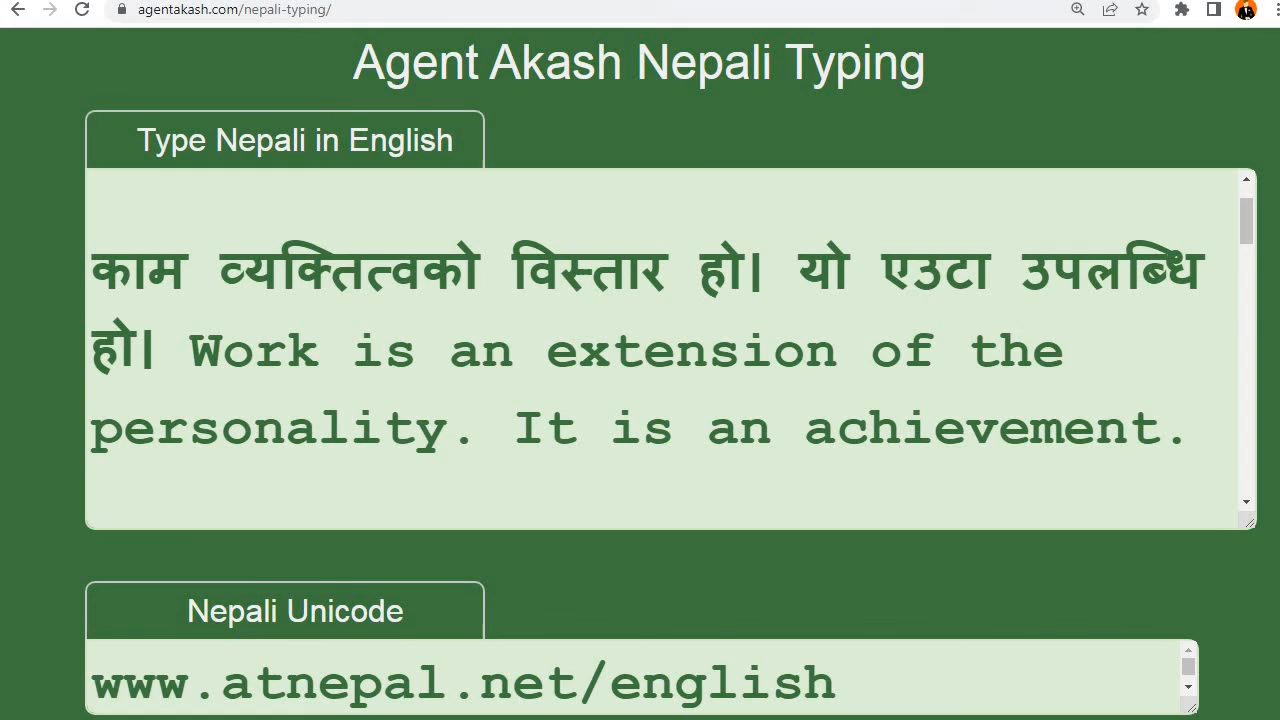 agentakash.com/nepali-typing/
Agent Akash Nepali Typing
Type Nepali in English
काम व्यक्तित्वको विस्तार हो| यो एउटा उपलब्धि
हो| Work is an extension of the
personality. It is an achievement.
Nepali Unicode
www.atnepal.net/english